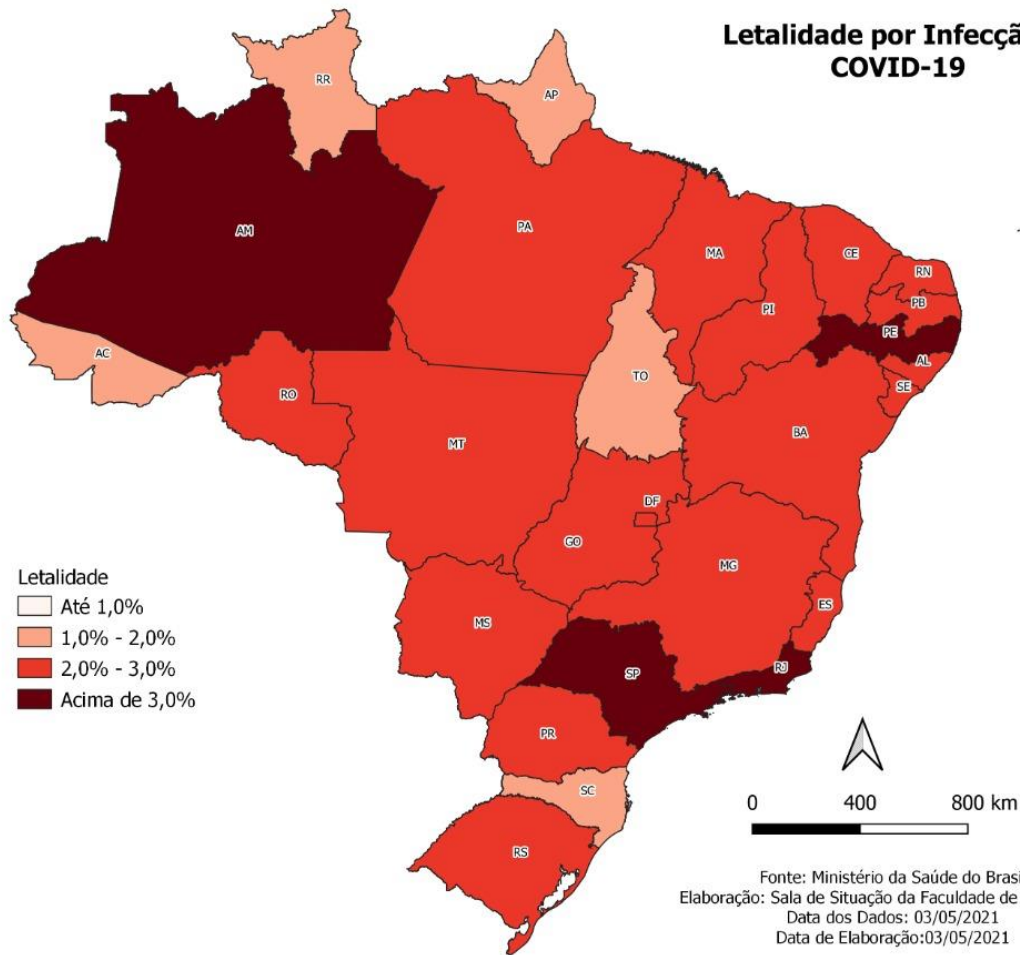 Letalidade por Infecçã
COVID-19
RR
AP
AM
PA
MA
CE
RN
PB
PI
PE
AL
SE
AC
TO
RO
BA
MT
DF
GO
MG
ES
MS
SP
RJ
PR
SC
RS
Letalidade
Até 1,0%
1,0% - 2,0%
2,0% - 3,0%
Acima de 3,0%
0 400 800 km
Fonte: Ministério da Saúde do Brasi
Elaboração: Sala de Situação da Faculdade de
Data dos Dados: 03/05/2021
Data de Elaboração:03/05/2021